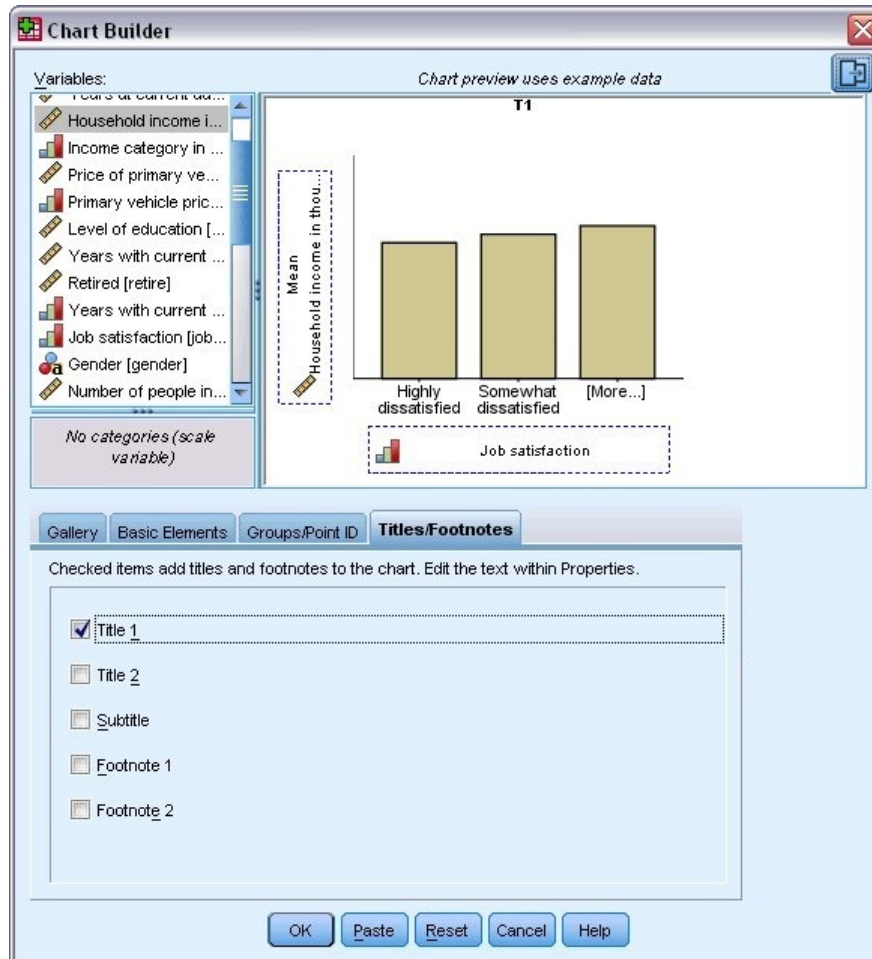 Chart Builder
Variables:
Chart preview uses example data
Household income i...
Income category in ...
Price of primary ve...
Primary vehicle pric...
Level of education [...
Years with current ...
Retired [retire]
Years with current ...
Job satisfaction [job...
Gender [gender]
Number of people in...
No categories (scale
variable)
T1
Mean
Household income in thou...
Highly
dissatisfied
Somewhat
dissatisfied
[More...]
Job satisfaction
Gallery
Basic Elements
Groups/Point ID
Titles/Footnotes
Checked items add titles and footnotes to the chart. Edit the text within Properties.
Title 1
Title 2
Subtitle
Footnote 1
Footnote 2
OK
Paste
Reset
Cancel
Help